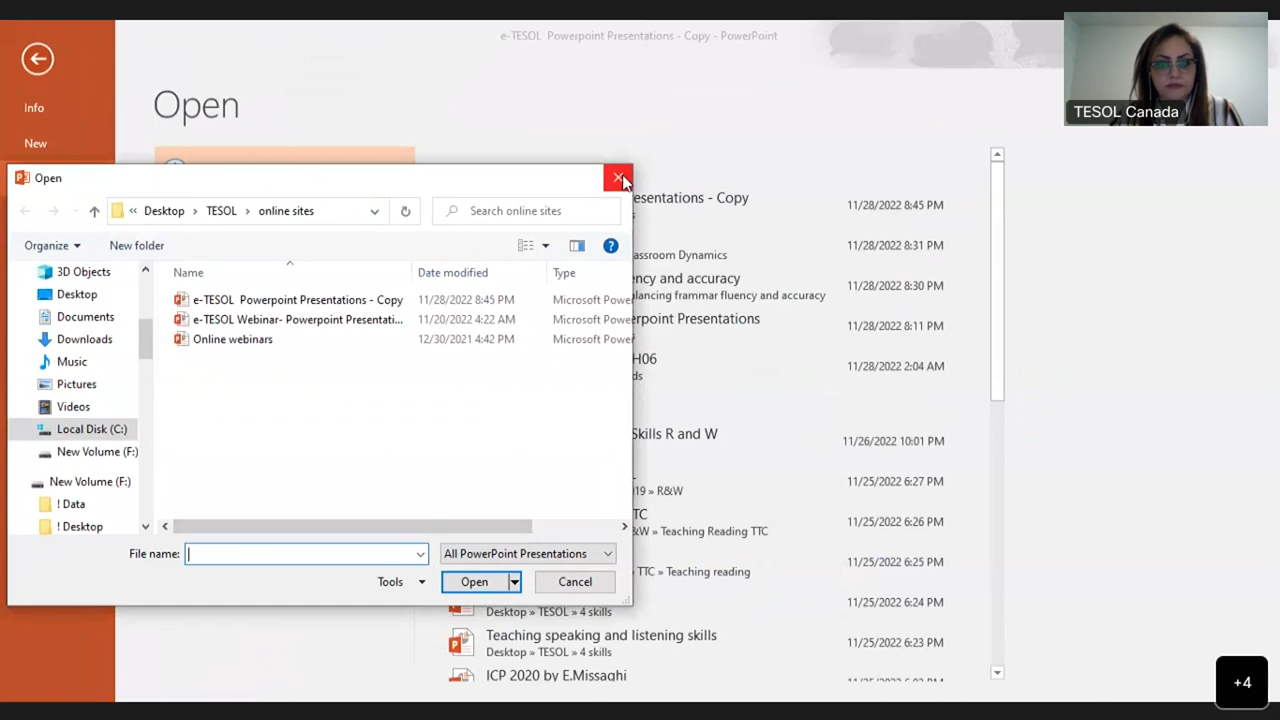 e-TESOL Powerpoint Presentations - Copy - PowerPoint
TESOL Canada
Info
New
Open
Open
Desktop > TESOL > online sites
Search online sites
Organize
New folder
Name
Date modified
Type
3D Objects
Desktop
Documents
Downloads
Music
Pictures
Videos
Local Disk (C:)
New Volume (F:)
New Volume (F:)
! Data
! Desktop
e-TESOL Powerpoint Presentations - Copy 11/28/2022 8:45 PM Microsoft Power
e-TESOL Webinar- Powerpoint Presentati... 11/20/2022 4:22 AM Microsoft Power
Online webinars 12/30/2021 4:42 PM Microsoft Power
File name:
All PowerPoint Presentations
Tools
Open
Cancel
esentations - Copy 11/28/2022 8:45 PM
assroom Dynamics 11/28/2022 8:31 PM
ency and accuracy 11/28/2022 8:30 PM
alancing frammar fluency and accuracy
erpoint Presentations 11/28/2022 8:11 PM
H06 11/28/2022 2:04 AM
ds
Skills R and W 11/26/2022 10:01 PM
019 » R&W 11/25/2022 6:27 PM
TC 11/25/2022 6:26 PM
&W » Teaching Reading TTC
TTC » Teaching reading 11/25/2022 6:25 PM
Desktop » TESOL » 4 skills 11/25/2022 6:24 PM
Teaching speaking and listening skills 11/25/2022 6:23 PM
Desktop » TESOL » 4 skills
ICP 2020 by E.Missaghi
+4